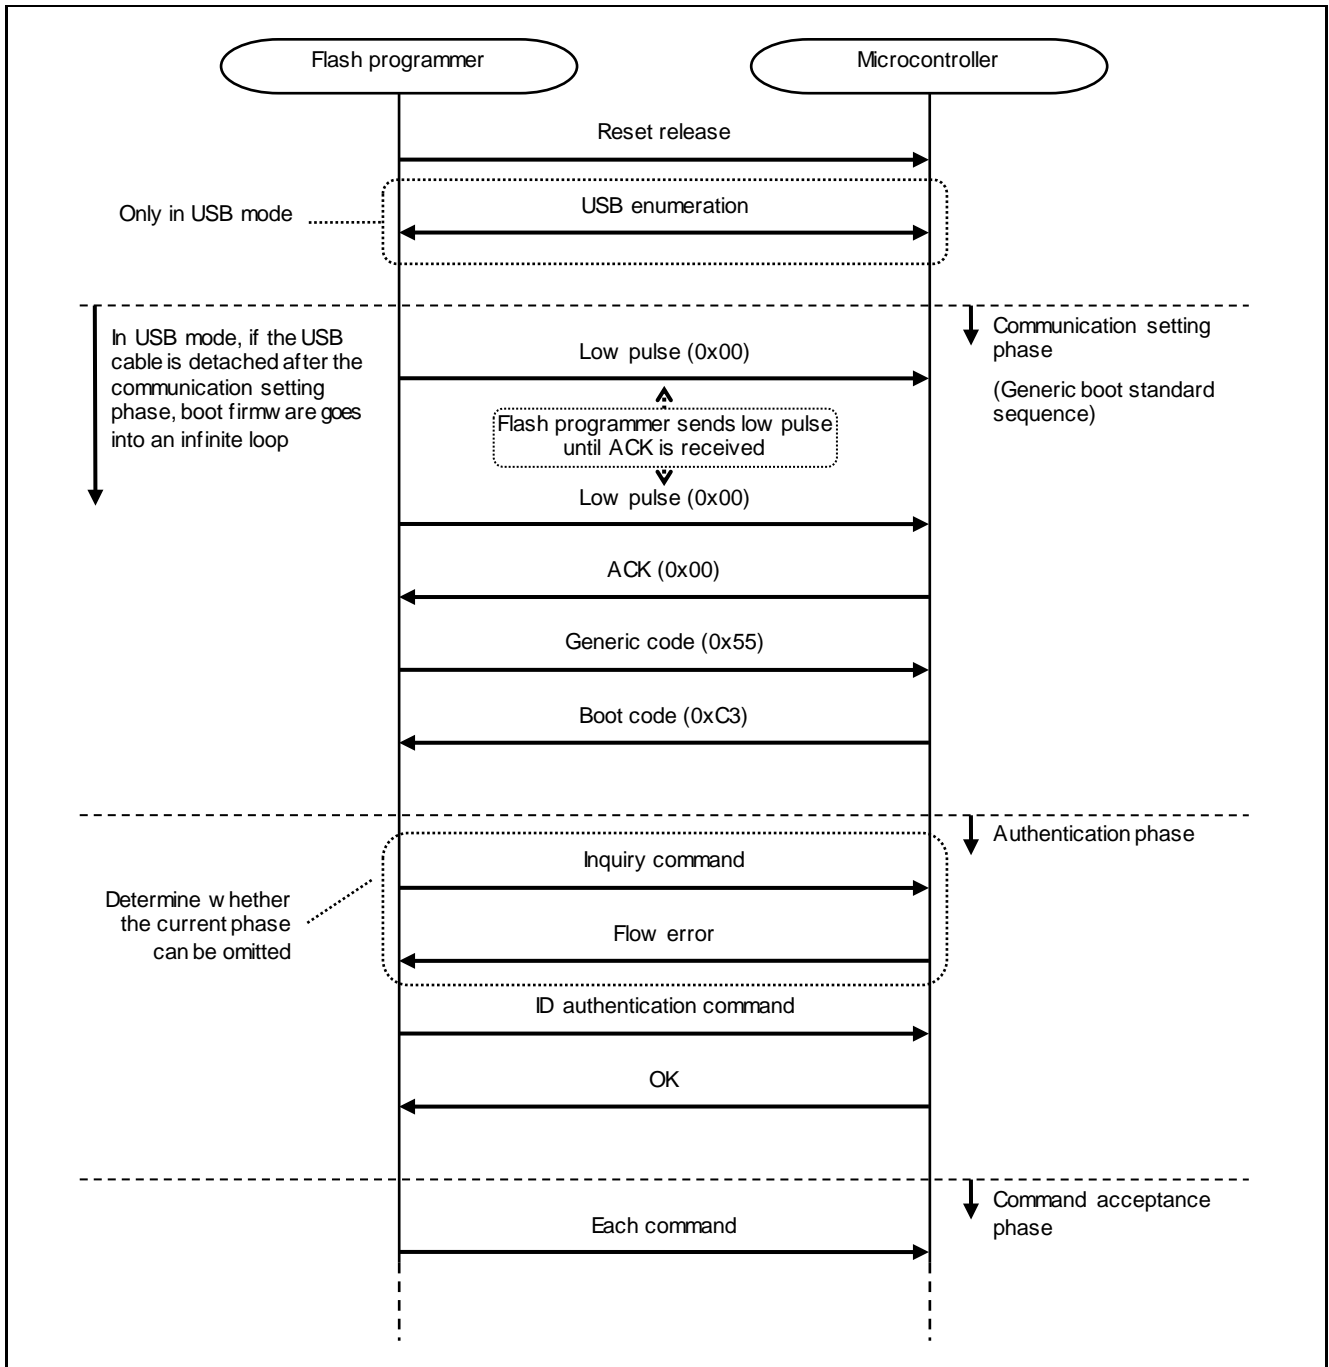 Flash programmer
Microcontroller
Reset release
Only in USB mode
USB enumeration
In USB mode, if the USB
cable is detached after the
communication setting
phase, boot firmware goes
into an infinite loop
Communication setting
phase
(Generic boot standard
sequence)
Low pulse (0x00)
Flash programmer sends low pulse
until ACK is received
Low pulse (0x00)
ACK (0x00)
Generic code (0x55)
Boot code (0xC3)
Authentication phase
Inquiry command
Determine whether
the current phase
can be omitted
Flow error
ID authentication command
OK
Command acceptance
phase
Each command